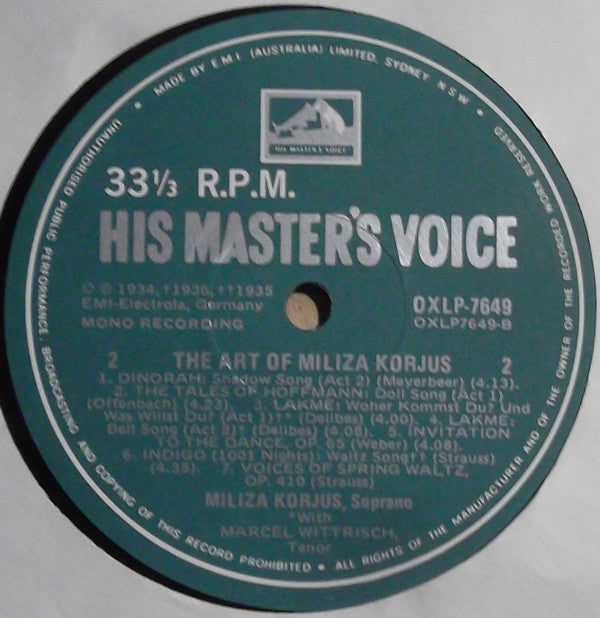 MADE BY E.M.I (AUSTRALIA) LIMITED, SYDNEY N·S·W·
HIS MASTER'S VOICE
33⅓ R.P.M.
HIS MASTER'S VOICE
© ℗ 1934, †1936, ††1935
EMI-Electrola, Germany
MONO RECORDING
OXLP-7649
OXLP7649-B
2 THE ART OF MILIZA KORJUS 2
1. DINORAH: Shadow Song (Act 2) (Meyerbeer) (4.13).
2. THE TALES OF HOFFMANN: Doll Song (Act 1)
(Offenbach) (4.23). 3. LAKME: Woher Kommst Du? Und
Was Willst Du? (Act 1)†* (Delibes) (4.00). 4. LAKME:
Bell Song (Act 2)† (Delibes) (4.08). 5. INVITATION
TO THE DANCE, OP. 65 (Weber) (4.08).
6. INDIGO (1001 Nights): Waltz Song†† (Strauss)
(4.35). 7. VOICES OF SPRING WALTZ,
OP. 410 (Strauss)
MILIZA KORJUS, Soprano
*With
MARCEL WITTRISCH,
Tenor
UNAUTHORISED PUBLIC PERFORMANCE, BROADCASTING AND COPYING OF THIS RECORD PROHIBITED • ALL RIGHTS OF THE MANUFACTURER AND OF THE OWNER OF THE RECORDED WORK RESERVED